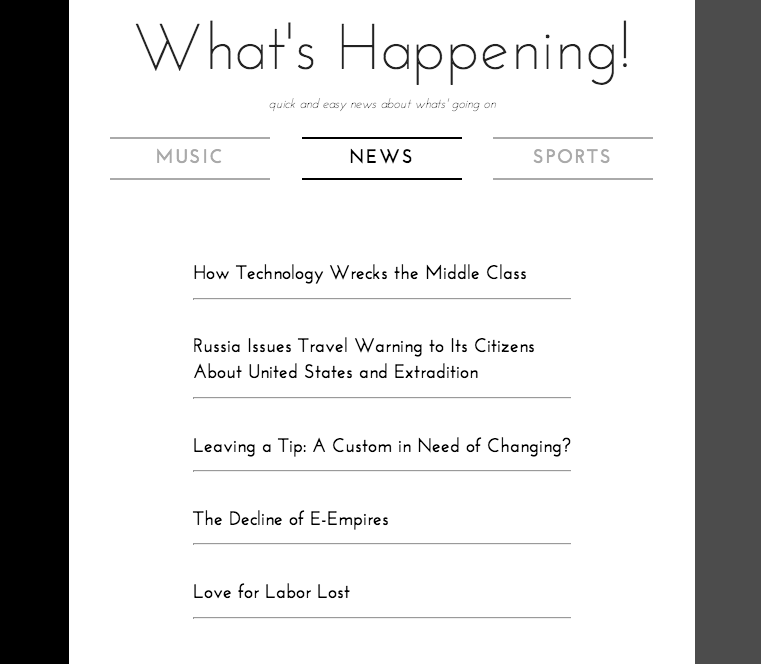 What's Happening!
quick and easy news about whats' going on
MUSIC
NEWS
SPORTS
How Technology Wrecks the Middle Class
Russia Issues Travel Warning to Its Citizens
About United States and Extradition
Leaving a Tip: A Custom in Need of Changing?
The Decline of E-Empires
Love for Labor Lost